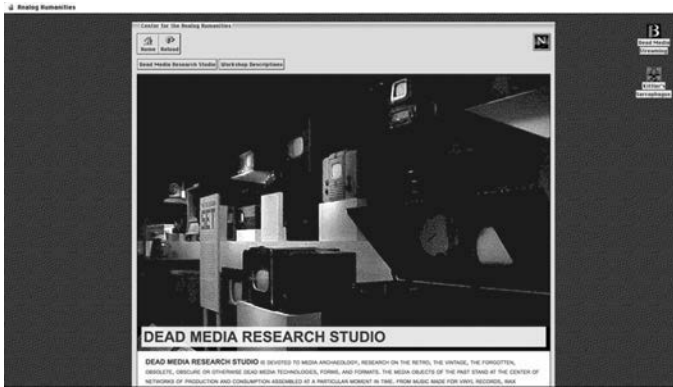 Analog Humanities
Center for the Analog Humanities
Home Reload
N
Dead Media Research Studio Workshop Descriptions
B
Dead Media
Streaming
Kittler's
Sarcophagus
SET
DEAD MEDIA RESEARCH STUDIO
DEAD MEDIA RESEARCH STUDIO IS DEVOTED TO MEDIA ARCHAEOLOGY, RESEARCH ON THE RETRO, THE VINTAGE, THE FORGOTTEN,
OBSOLETE, OBSCURE OR OTHERWISE DEAD MEDIA TECHNOLOGIES, FORMS, AND FORMATS. THE MEDIA OBJECTS OF THE PAST STAND AT THE CENTER OF
NETWORKS OF PRODUCTION AND CONSUMPTION ASSEMBLED AT A PARTICULAR MOMENT IN TIME. FROM MUSIC MADE FOR VINYL RECORDS, WAX